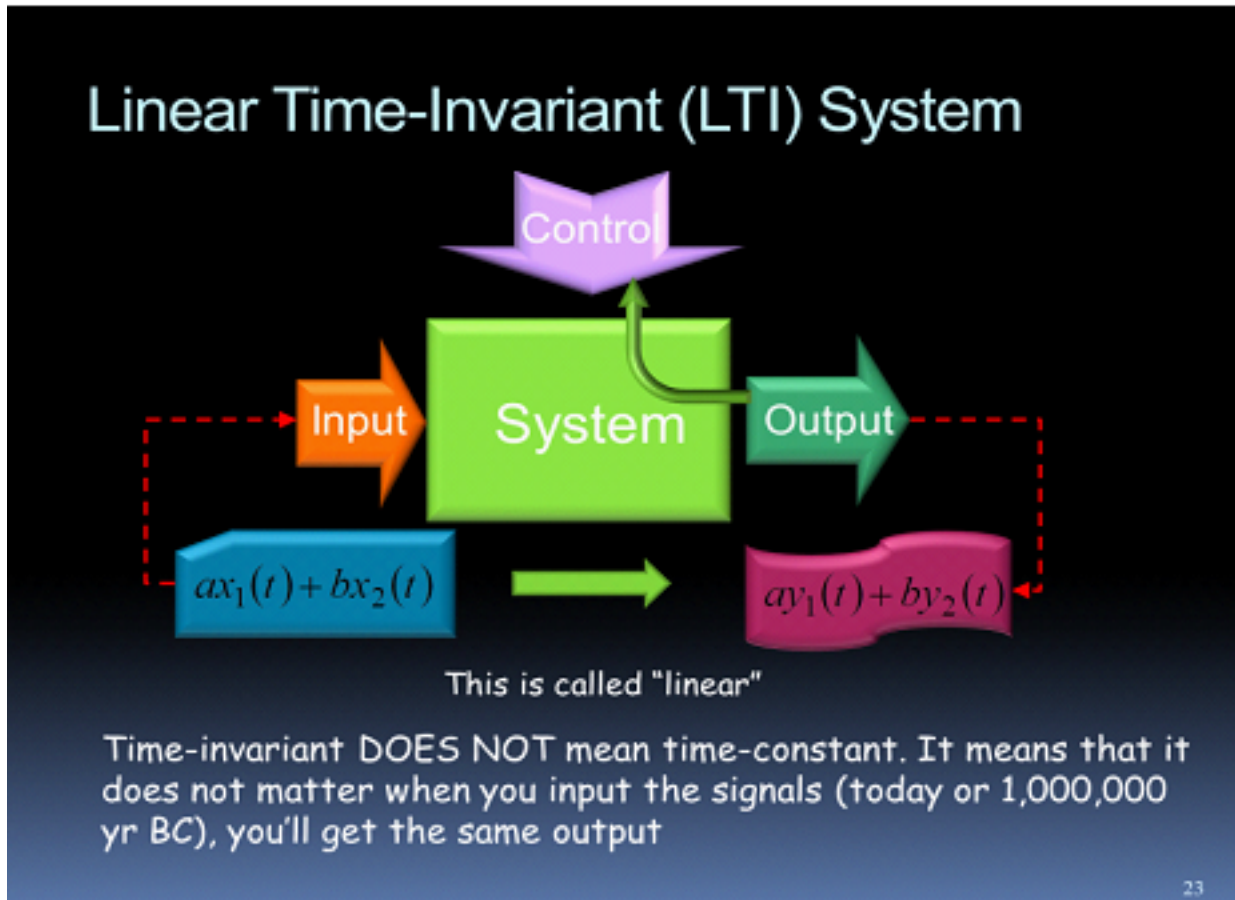 Linear Time-Invariant (LTI) System
Control
Input
System
Output
ax₁(t) + bx₂(t)
ay₁(t) + by₂(t)
This is called “linear”
Time-invariant DOES NOT mean time-constant. It means that it
does not matter when you input the signals (today or 1,000,000
yr BC), you’ll get the same output
23